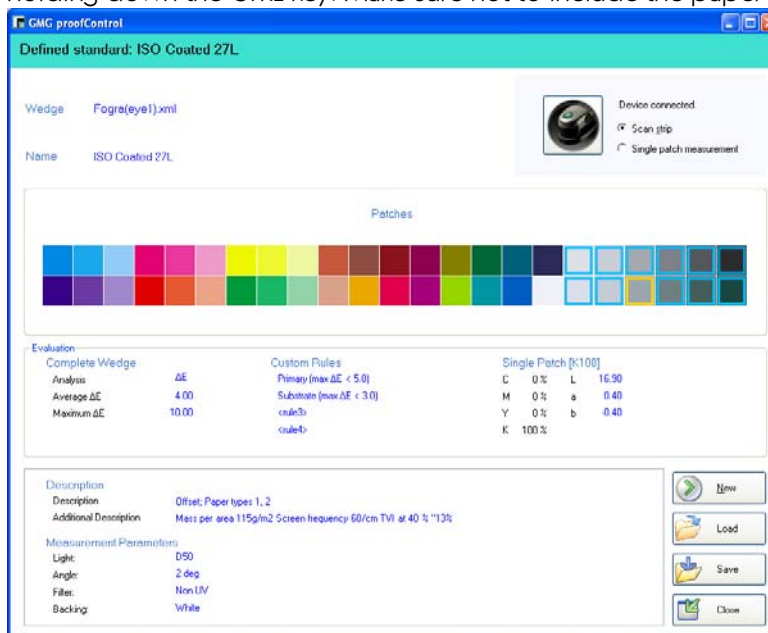 holding down the Ctrl key. Make sure not to include the paper
GMG proofControl
Defined standard: ISO Coated 27L
Wedge Fogra(eye1).xml
Device connected.
Scan strip
Single patch measurement
Name ISO Coated 27L
Patches
Evaluation
Complete Wedge Custom Rules Single Patch [K100]
Analysis ΔE Primary (max ΔE < 5.0) C 0 % L 16.90
Average ΔE 4.00 Substrate (max ΔE < 3.0) M 0 % a 0.40
Maximum ΔE 10.00 <rule3> Y 0 % b -0.40
<rule4> K 100 %
Description
Description Offset; Paper types 1, 2
Additional Description Mass per area 115g/m2 Screen frequency 60/cm TVI at 40 % "13%
Measurement Parameters
Light: D50
Angle: 2 deg
Filter: Non UV
Backing: White
New
Load
Save
Close